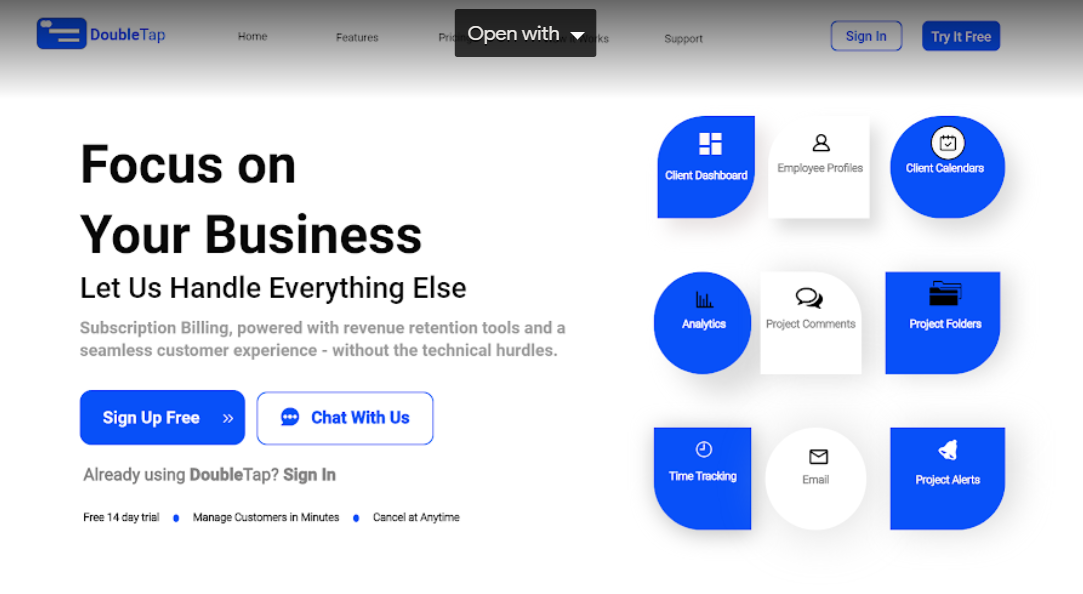 DoubleTap
Home
Features
Open with
Works
Support
Sign In
Try It Free
Focus on
Your Business
Let Us Handle Everything Else
Subscription Billing, powered with revenue retention tools and a
seamless customer experience - without the technical hurdles.
Sign Up Free »
Chat With Us
Already using DoubleTap? Sign In
Free 14 day trial
Manage Customers in Minutes
Cancel at Anytime
Client Dashboard
Employee Profiles
Client Calendars
Analytics
Project Comments
Project Folders
Time Tracking
Email
Project Alerts